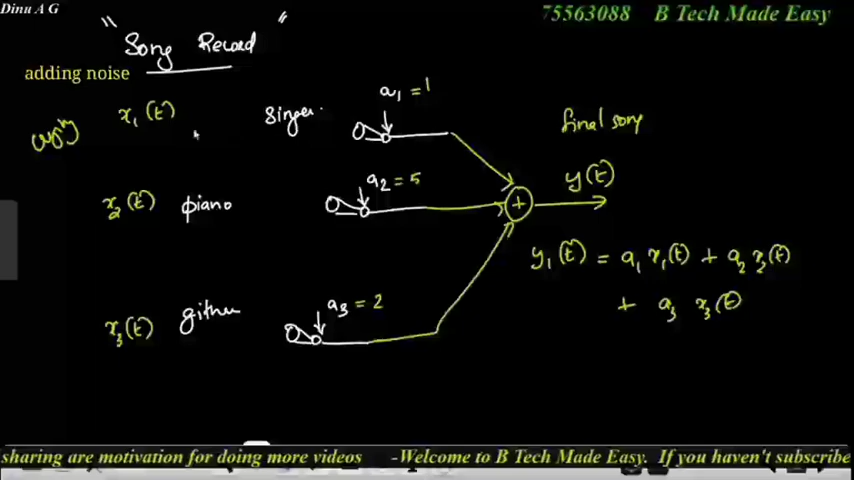 Dinu A G
75563088 B Tech Made Easy
" Song Record "
adding noise
x₁(t) singer. a₁ = 1
final song
x₂(t) piano a₂ = 5
y(t)
y₁(t) = a₁ x₁(t) + a₂ x₂(t)
+ a₃ x₃(t)
x₃(t) a₃ = 2
+
sharing are motivation for doing more videos -Welcome to B Tech Made Easy. If you haven't subscribe